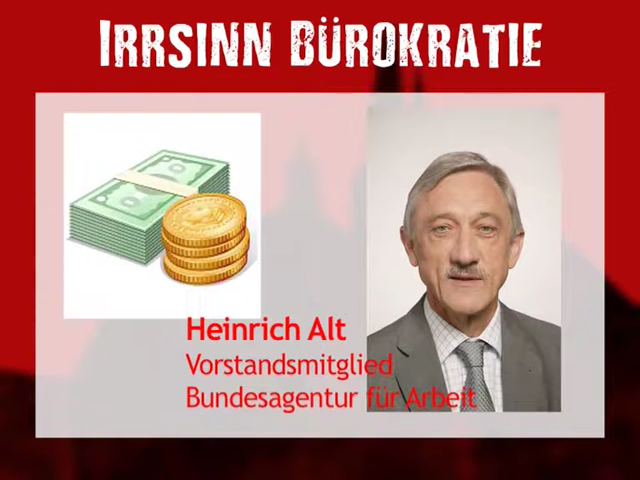 IRRSINN BÜROKRATIE
Heinrich Alt
Vorstandsmitglied
Bundesagentur für Arbeit